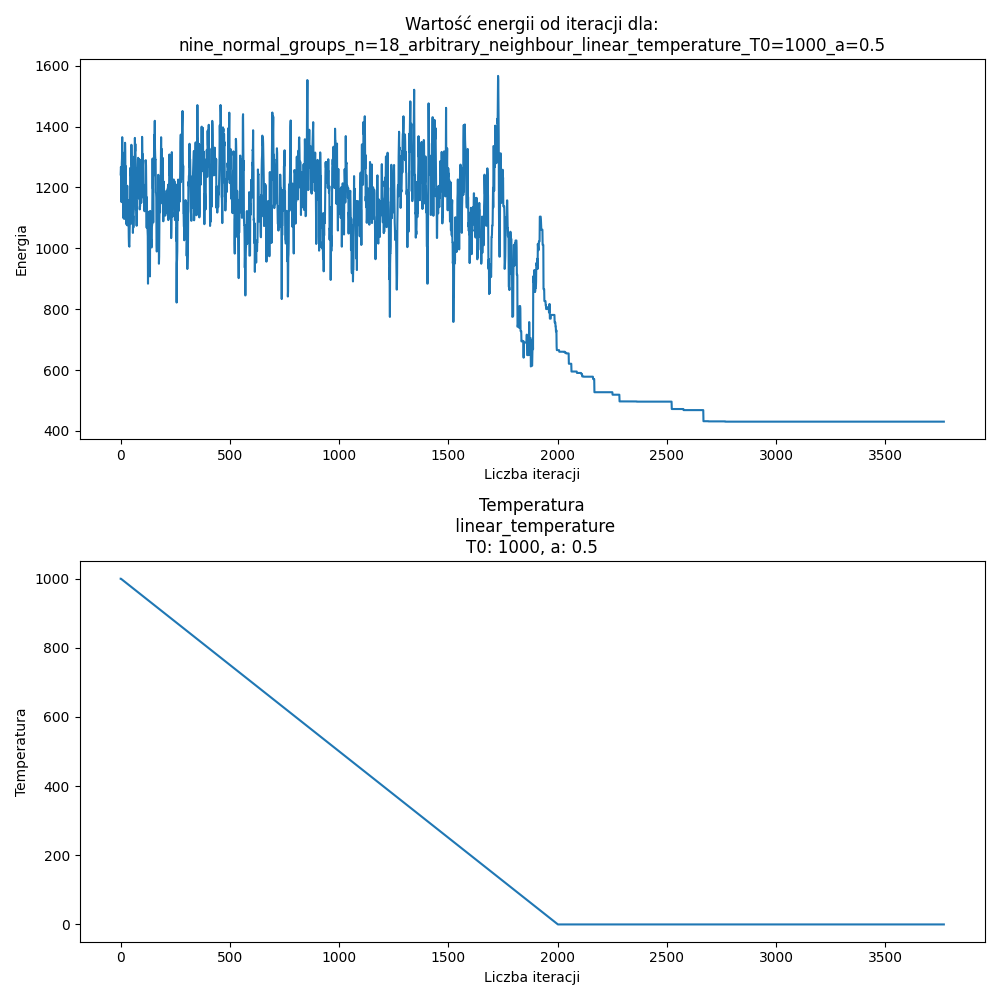 Wartość energii od iteracji dla:
nine_normal_groups_n=18_arbitrary_neighbour_linear_temperature_T0=1000_a=0.5
1600
1400
1200
1000
800
600
400
Energia
0 500 1000 1500 2000 2500 3000 3500
Liczba iteracji
Temperatura
linear_temperature
T0: 1000, a: 0.5
1000
800
600
400
200
0
Temperatura
0 500 1000 1500 2000 2500 3000 3500
Liczba iteracji